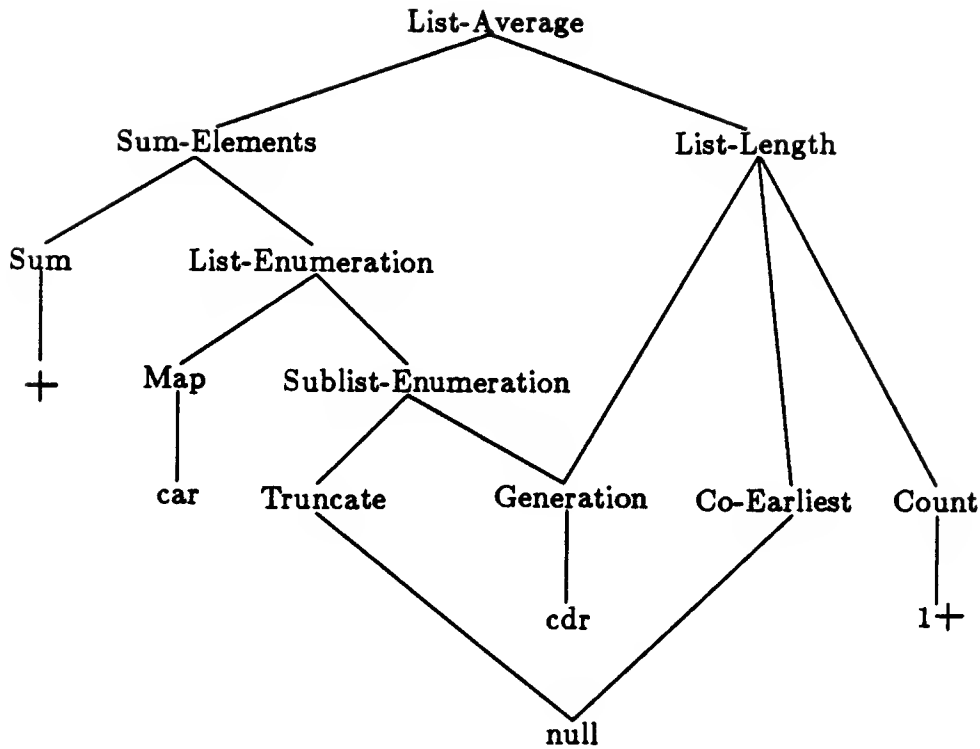 List-Average
Sum-Elements
List-Length
Sum
List-Enumeration
+
Map
Sublist-Enumeration
car
Truncate
Generation
Co-Earliest
Count
cdr
1+
null